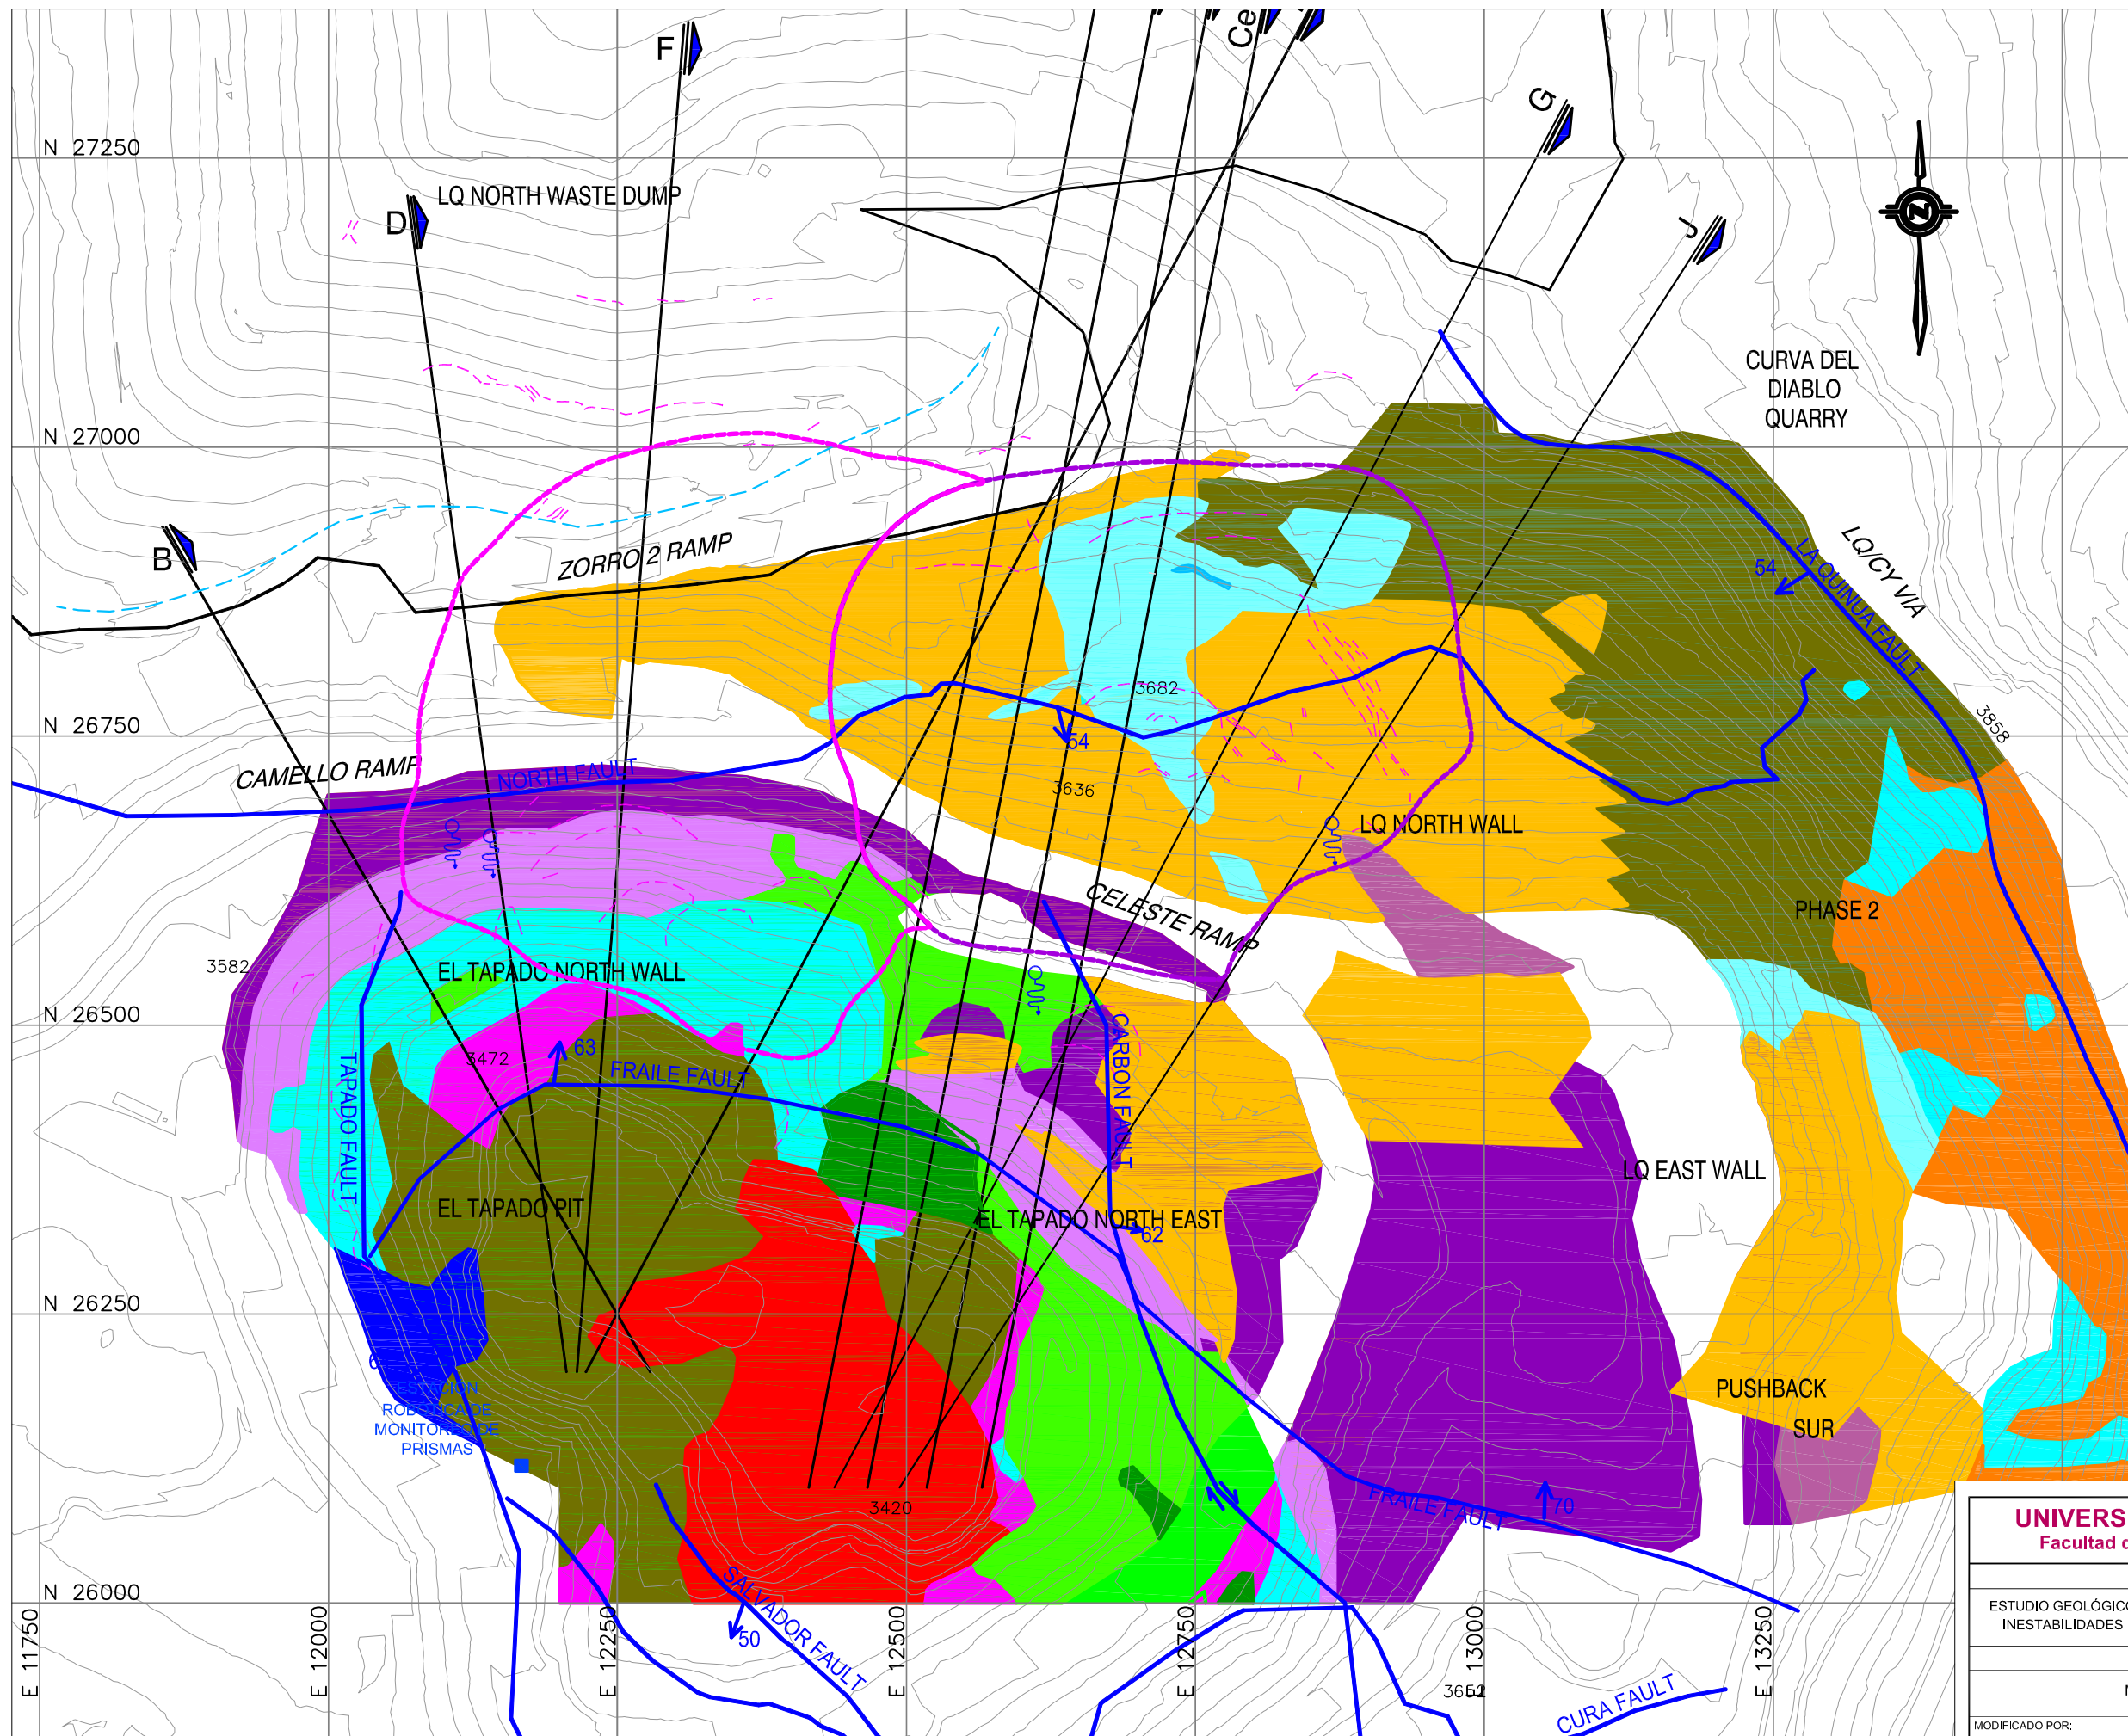 F
Ce
G
N 27250
LQ NORTH WASTE DUMP
D
J
CURVA DEL
DIABLO
QUARRY
N 27000
B
ZORRO 2 RAMP
LQ/CY VIA
54
LA QUINUA FAULT
3682
3858
N 26750
54
CAMELLO RAMP
NORTH FAULT
3636
LQ NORTH WALL
CELESTE RAMP
PHASE 2
3582
EL TAPADO NORTH WALL
N 26500
3472
63
FRAILE FAULT
CARBON FAULT
TAPADO FAULT
LQ EAST WALL
EL TAPADO PIT
EL TAPADO NORTH EAST
62
N 26250
ESTACION
ROBOTICA DE
MONITOREO DE
PRISMAS
PUSHBACK
SUR
3420
FRAILE FAULT
70
N 26000
E 11750
E 12000
E 12250
E 12500
E 12750
E 13000
E 13250
SALVADOR FAULT
50
CURA FAULT
UNIVERS
Facultad d
ESTUDIO GEOLÓGICO
INESTABILIDADES
MODIFICADO POR: